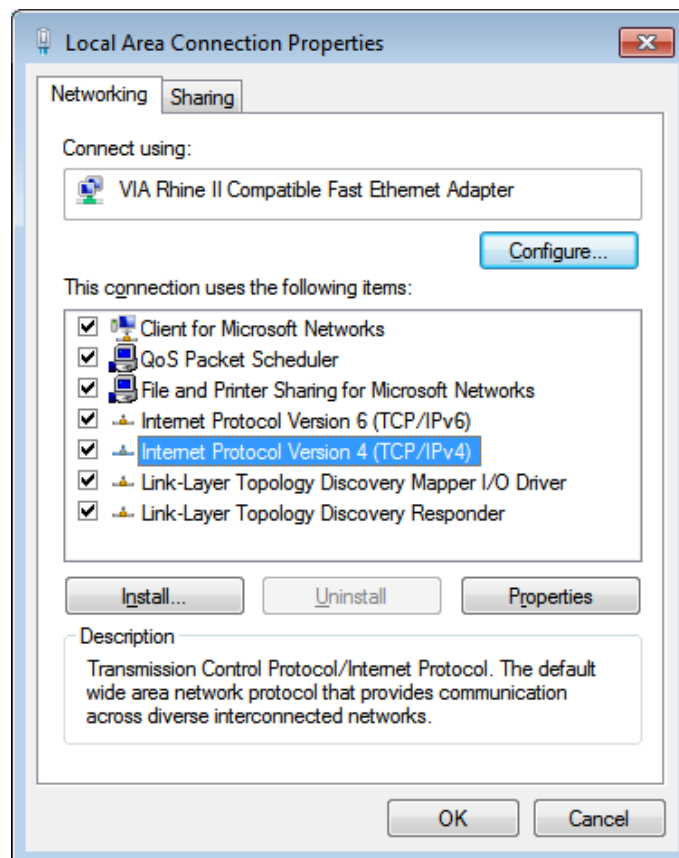 Local Area Connection Properties
Networking
Sharing
Connect using:
VIA Rhine II Compatible Fast Ethernet Adapter
Configure...
This connection uses the following items:
Client for Microsoft Networks
QoS Packet Scheduler
File and Printer Sharing for Microsoft Networks
Internet Protocol Version 6 (TCP/IPv6)
Internet Protocol Version 4 (TCP/IPv4)
Link-Layer Topology Discovery Mapper I/O Driver
Link-Layer Topology Discovery Responder
Install...
Uninstall
Properties
Description
Transmission Control Protocol/Internet Protocol. The default
wide area network protocol that provides communication
across diverse interconnected networks.
OK
Cancel